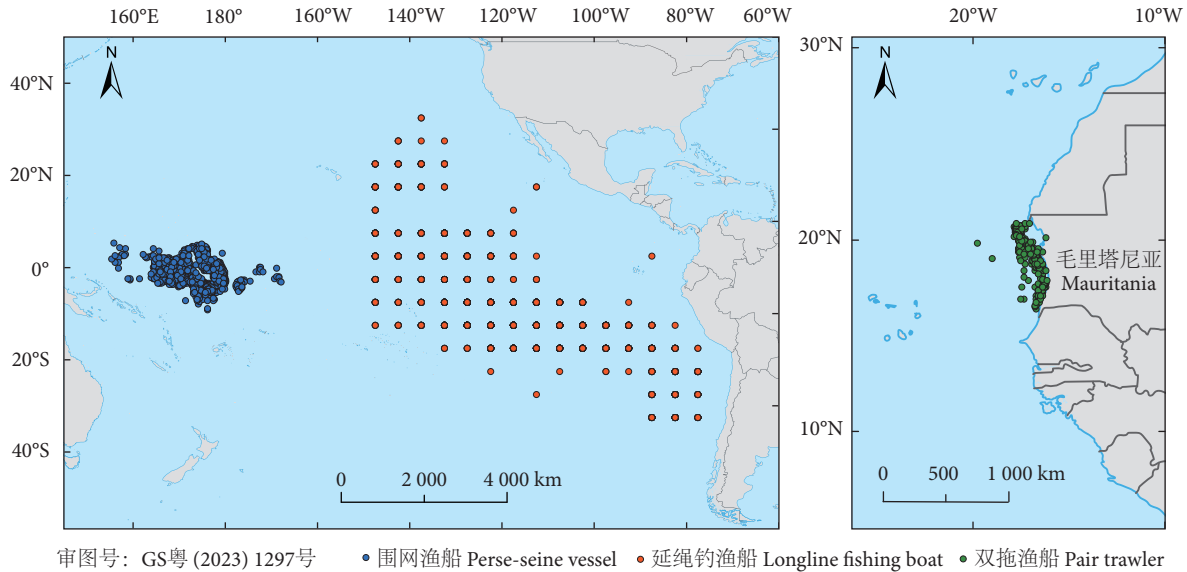 160°E 180° 160°W 140°W 120°W 100°W 80°W 60°W
40°N
20°N
0°
20°S
40°S
N
0 2 000 4 000 km
20°W 10°W
30°N
20°N
10°N
N
毛里塔尼亚
Mauritania
0 500 1 000 km
审图号：GS粤 (2023) 1297号 围网渔船 Perse-seine vessel 延绳钓渔船 Longline fishing boat 双拖渔船 Pair trawler